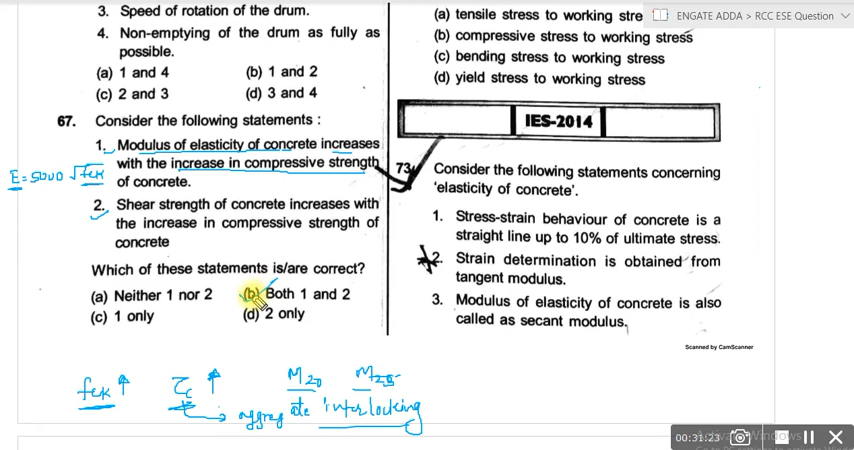 3. Speed of rotation of the drum.
4. Non-emptying of the drum as fully as
possible.
(a) 1 and 4 (b) 1 and 2
(c) 2 and 3 (d) 3 and 4
67. Consider the following statements :
1. Modulus of elasticity of concrete increases
with the increase in compressive strength
of concrete.
E = 5000 √fck
2. Shear strength of concrete increases with
the increase in compressive strength of
concrete
Which of these statements is/are correct?
(a) Neither 1 nor 2 (b) Both 1 and 2
(c) 1 only (d) 2 only
fck ↑ τc ↑ M20 M25
aggregate interlocking
(a) tensile stress to working stre
(b) compressive stress to working stress
(c) bending stress to working stress
(d) yield stress to working stress
ENGATE ADDA > RCC ESE Question
IES-2014
73. Consider the following statements concerning
'elasticity of concrete'.
1. Stress-strain behaviour of concrete is a
straight line up to 10% of ultimate stress.
2. Strain determination is obtained from
tangent modulus.
3. Modulus of elasticity of concrete is also
called as secant modulus.
Scanned by CamScanner
00:31:23